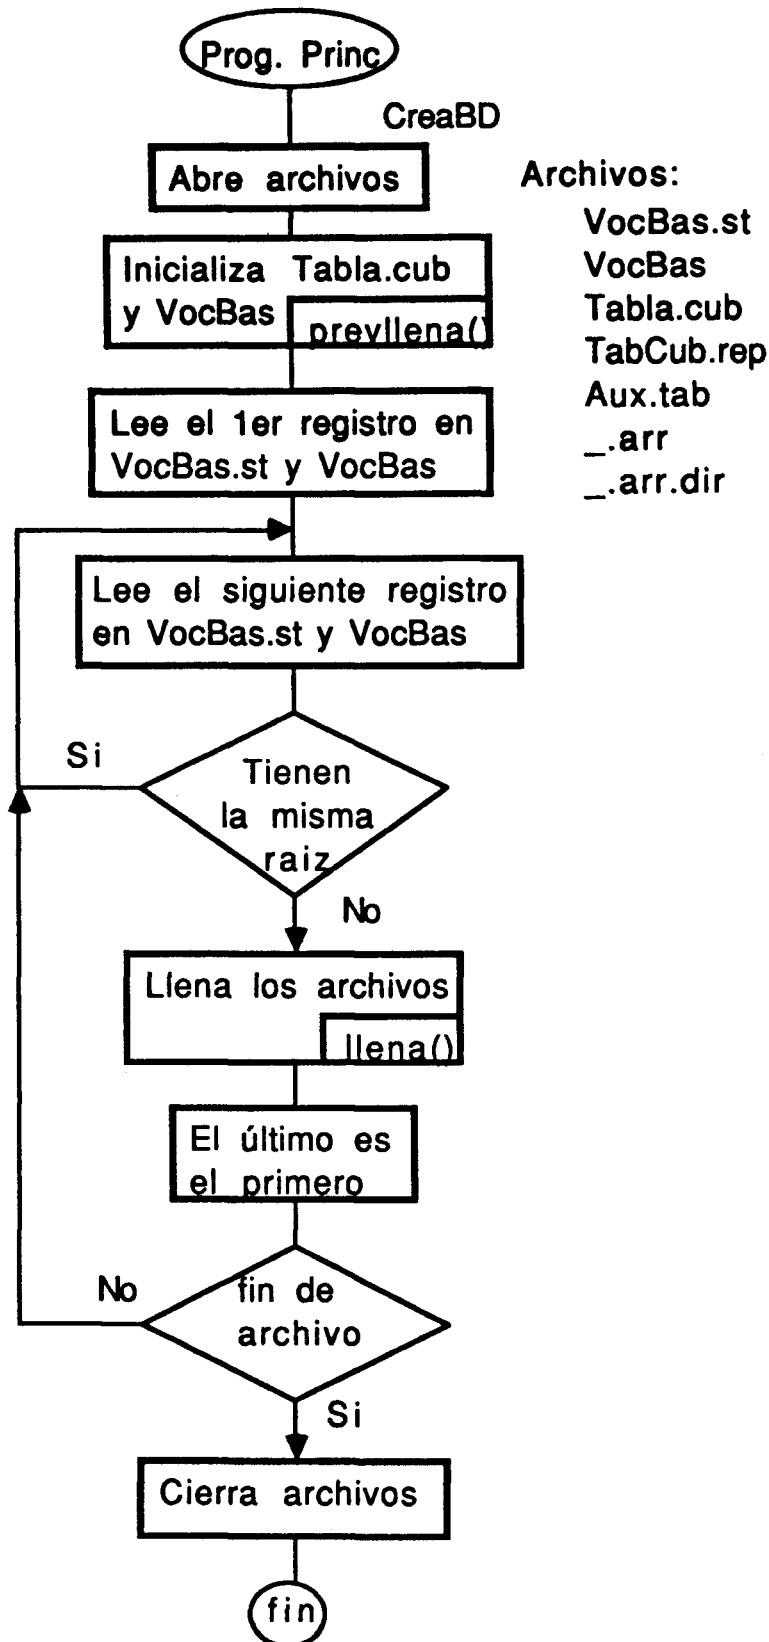 Prog. Princ
CreaBD
Abre archivos
Archivos:
VocBas.st
VocBas
Tabla.cub
TabCub.rep
Aux.tab
_.arr
_.arr.dir
Inicializa Tabla.cub
y VocBas
prevllena()
Lee el 1er registro en
VocBas.st y VocBas
Lee el siguiente registro
en VocBas.st y VocBas
Si
Tienen
la misma
raiz
No
Llena los archivos
llena()
El último es
el primero
No
fin de
archivo
Si
Cierra archivos
fin